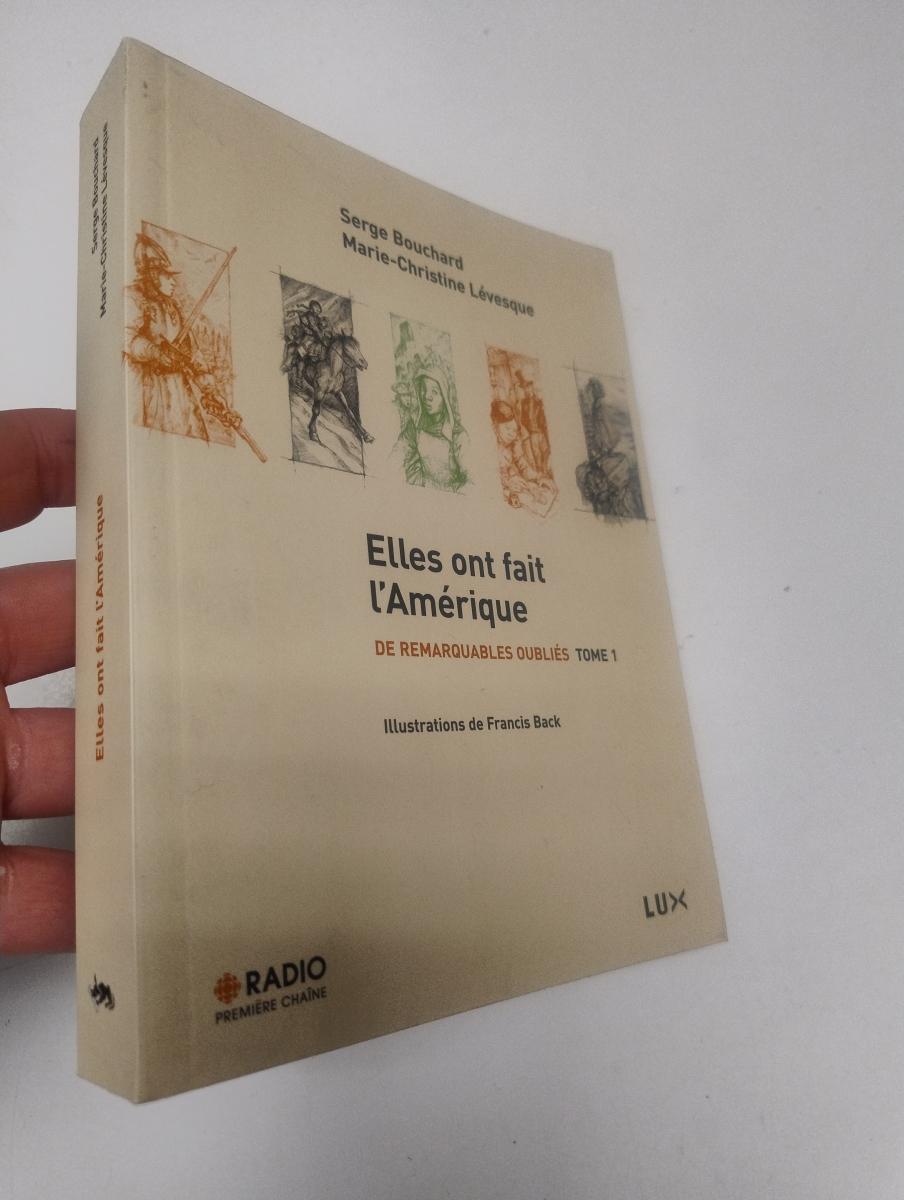 Serge Bouchard
Marie-Christine Lévesque
Elles ont fait l'Amérique
Serge Bouchard
Marie-Christine Lévesque
Elles ont fait
l'Amérique
DE REMARQUABLES OUBLIÉS TOME 1
Illustrations de Francis Back
LUX
RADIO
PREMIÈRE CHAÎNE